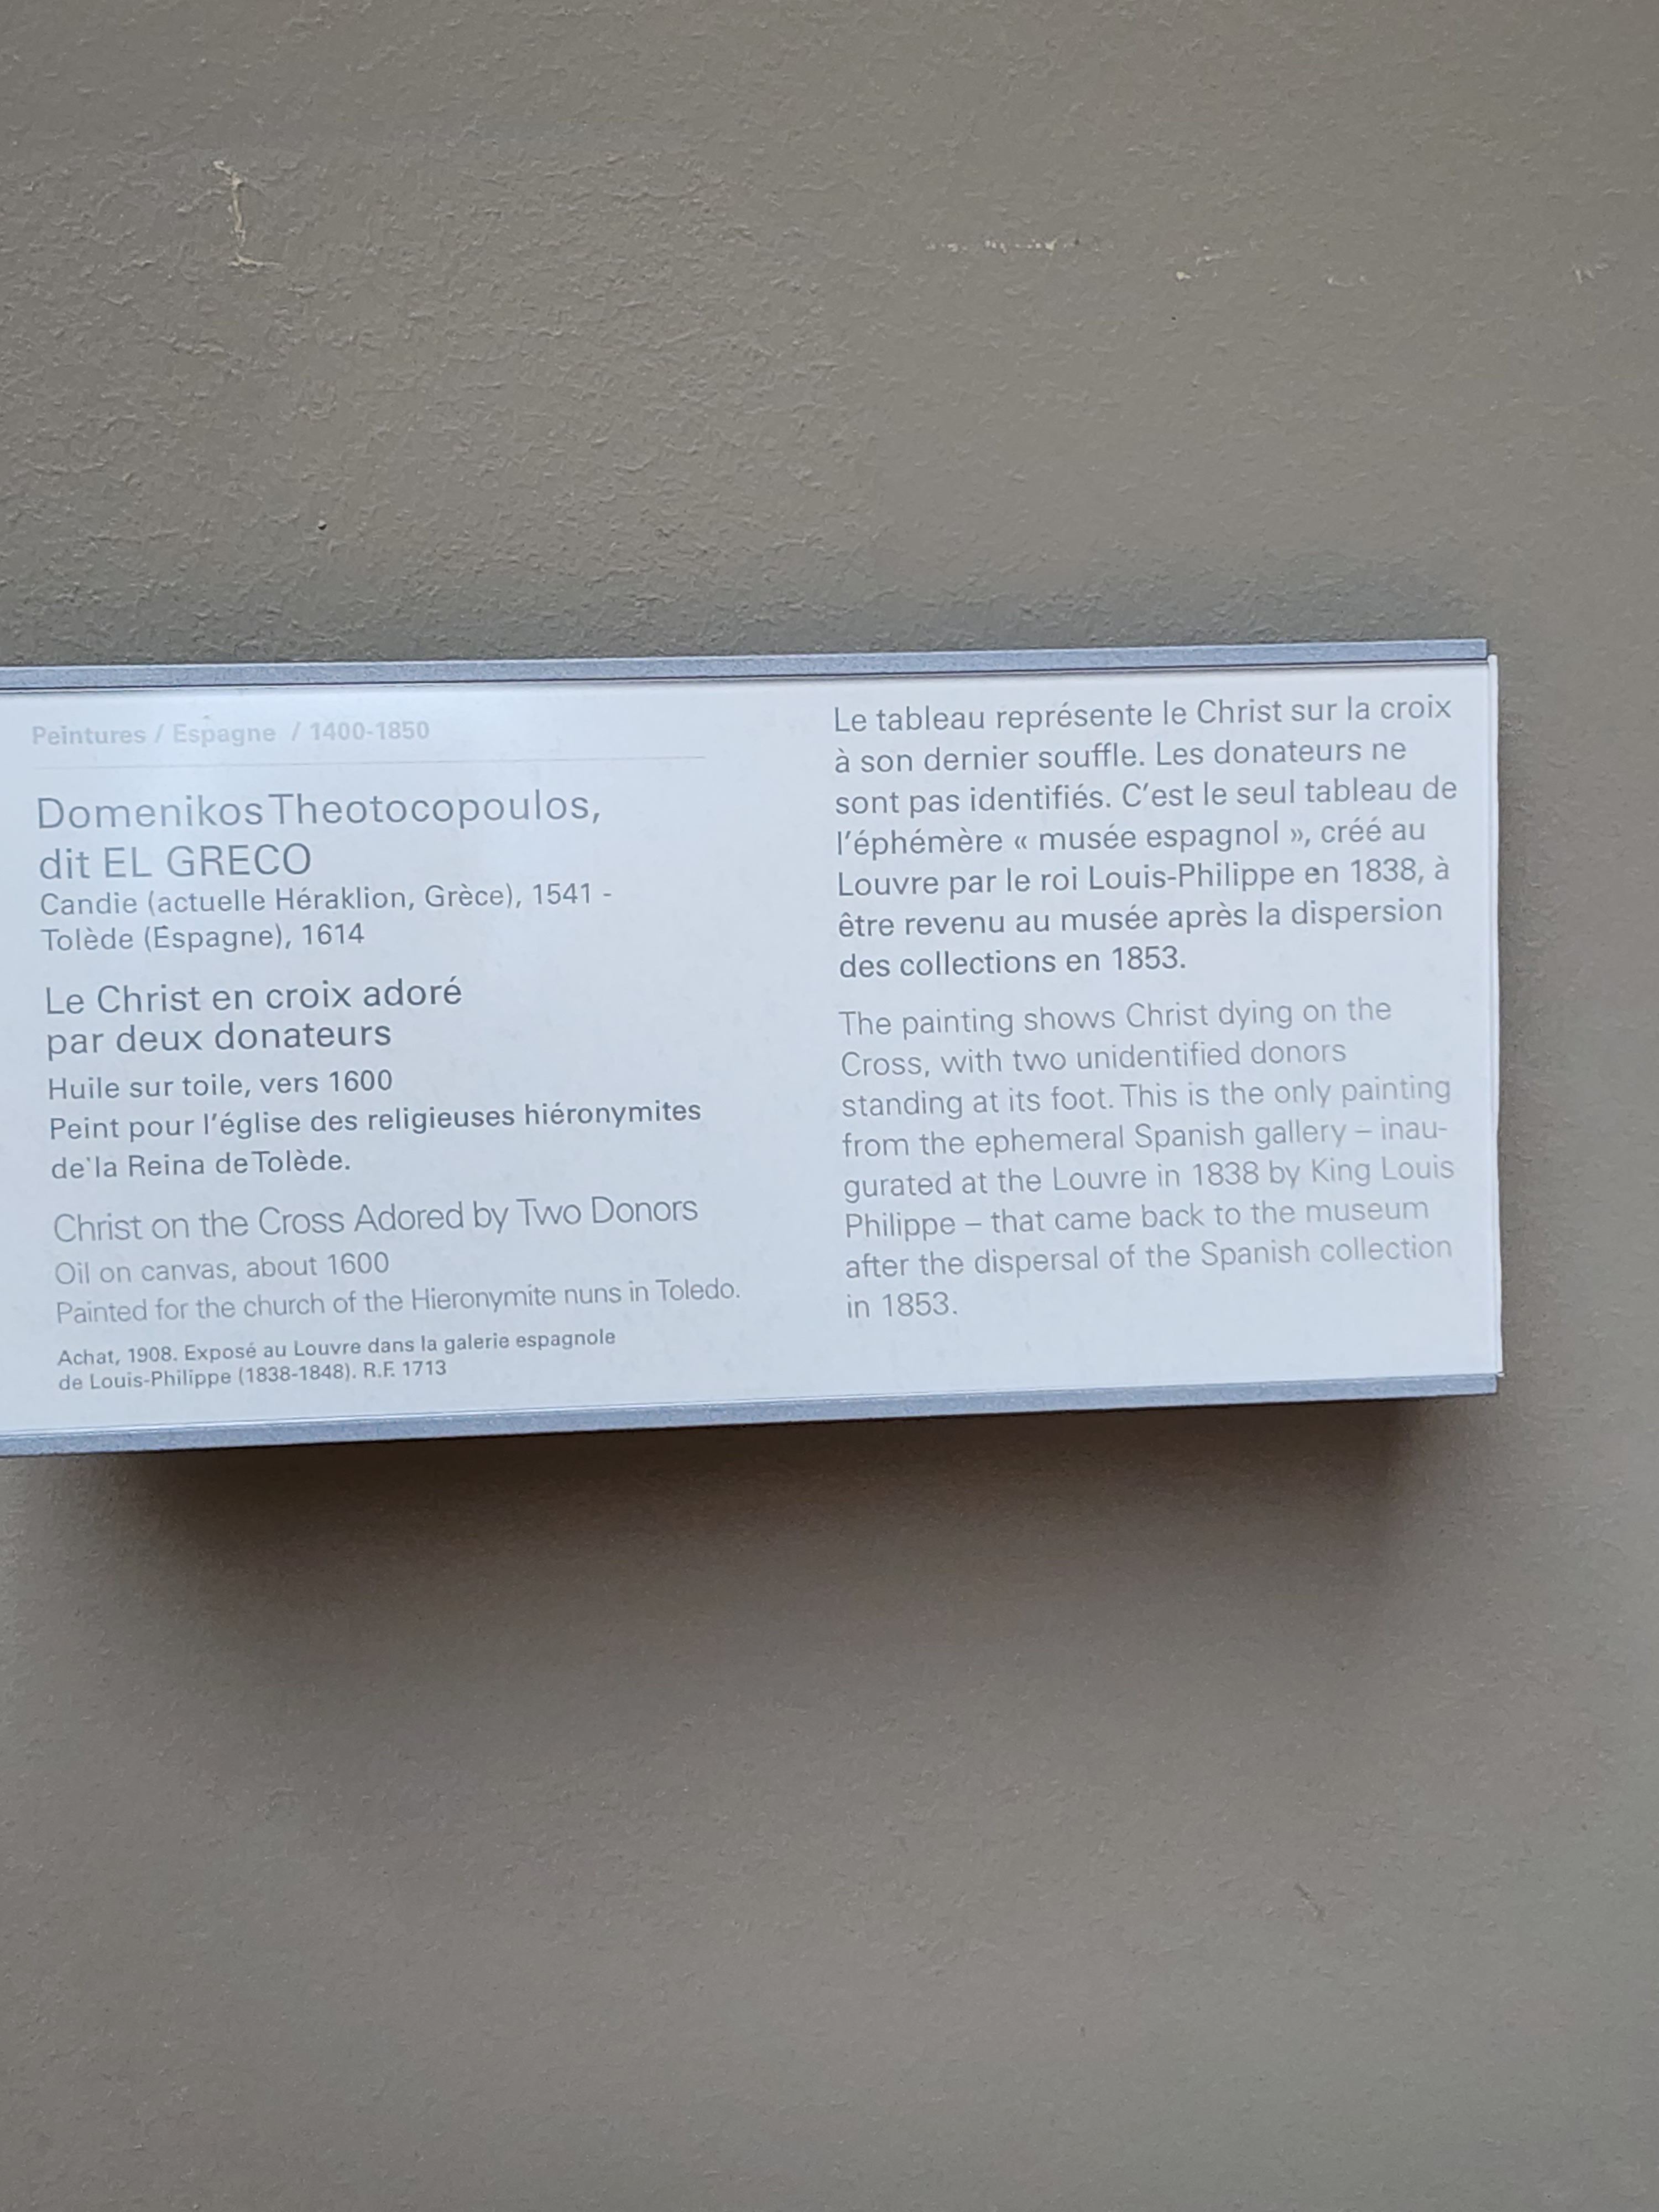 Peintures / Espagne / 1400-1850
Domenikos Theotocopoulos,
dit EL GRECO
Candie (actuelle Héraklion, Grèce), 1541 -
Tolède (Espagne), 1614
Le Christ en croix adoré
par deux donateurs
Huile sur toile, vers 1600
Peint pour l'église des religieuses hiéronymites
de la Reina de Tolède.
Christ on the Cross Adored by Two Donors
Oil on canvas, about 1600
Painted for the church of the Hieronymite nuns in Toledo.
Achat, 1908. Exposé au Louvre dans la galerie espagnole
de Louis-Philippe (1838-1848). R.F. 1713
Le tableau représente le Christ sur la croix
à son dernier souffle. Les donateurs ne
sont pas identifiés. C'est le seul tableau de
l'éphémère « musée espagnol », créé au
Louvre par le roi Louis-Philippe en 1838, à
être revenu au musée après la dispersion
des collections en 1853.
The painting shows Christ dying on the
Cross, with two unidentified donors
standing at its foot. This is the only painting
from the ephemeral Spanish gallery – inau-
gurated at the Louvre in 1838 by King Louis
Philippe – that came back to the museum
after the dispersal of the Spanish collection
in 1853.